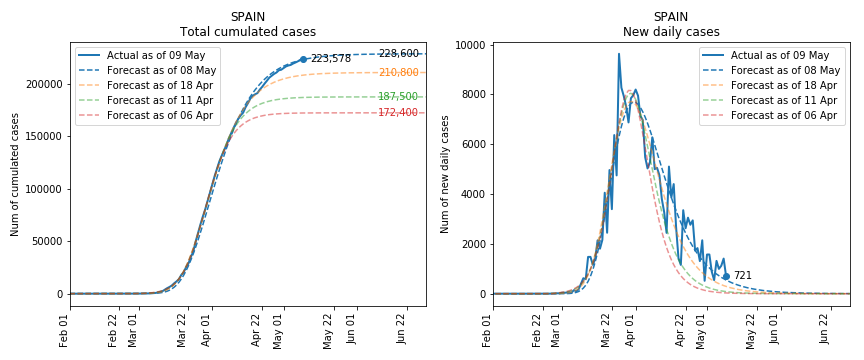 SPAIN
Total cumulated cases
Num of cumulated cases
200000
150000
100000
50000
0
Actual as of 09 May
Forecast as of 08 May
Forecast as of 18 Apr
Forecast as of 11 Apr
Forecast as of 06 Apr
228,600
223,578
210,800
187,500
172,400
Feb 01
Feb 22
Mar 01
Mar 22
Apr 01
Apr 22
May 01
May 22
Jun 01
Jun 22
SPAIN
New daily cases
Num of new daily cases
10000
8000
6000
4000
2000
0
Actual as of 09 May
Forecast as of 08 May
Forecast as of 18 Apr
Forecast as of 11 Apr
Forecast as of 06 Apr
721
Feb 01
Feb 22
Mar 01
Mar 22
Apr 01
Apr 22
May 01
May 22
Jun 01
Jun 22